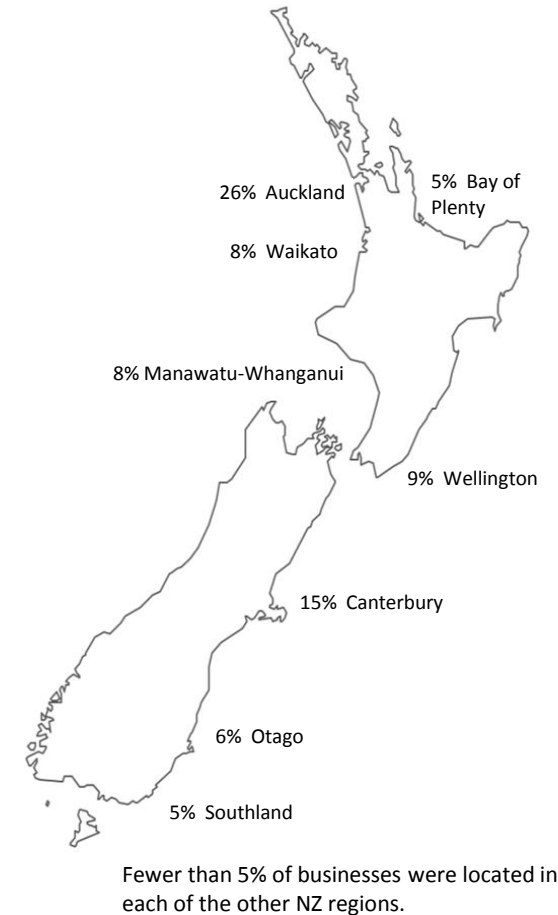 26% Auckland
5% Bay of
Plenty
8% Waikato
8% Manawatu-Whanganui
9% Wellington
15% Canterbury
6% Otago
5% Southland
Fewer than 5% of businesses were located in
each of the other NZ regions.